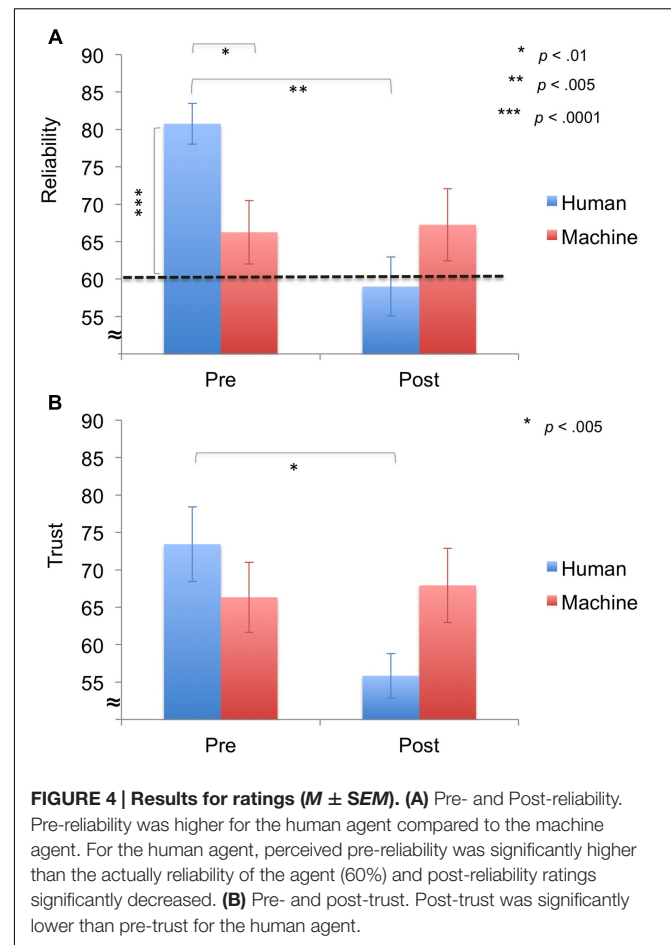 A
90
85
80
75
70
65
60
55
≈
Reliability
*
**
***
* p < .01
** p < .005
*** p < .0001
Human
Machine
Pre Post
B
90
85
80
75
70
65
60
55
≈
Trust
*
* p < .005
Human
Machine
Pre Post
FIGURE 4 | Results for ratings (M ± SEM). (A) Pre- and Post-reliability.
Pre-reliability was higher for the human agent compared to the machine
agent. For the human agent, perceived pre-reliability was significantly higher
than the actually reliability of the agent (60%) and post-reliability ratings
significantly decreased. (B) Pre- and post-trust. Post-trust was significantly
lower than pre-trust for the human agent.